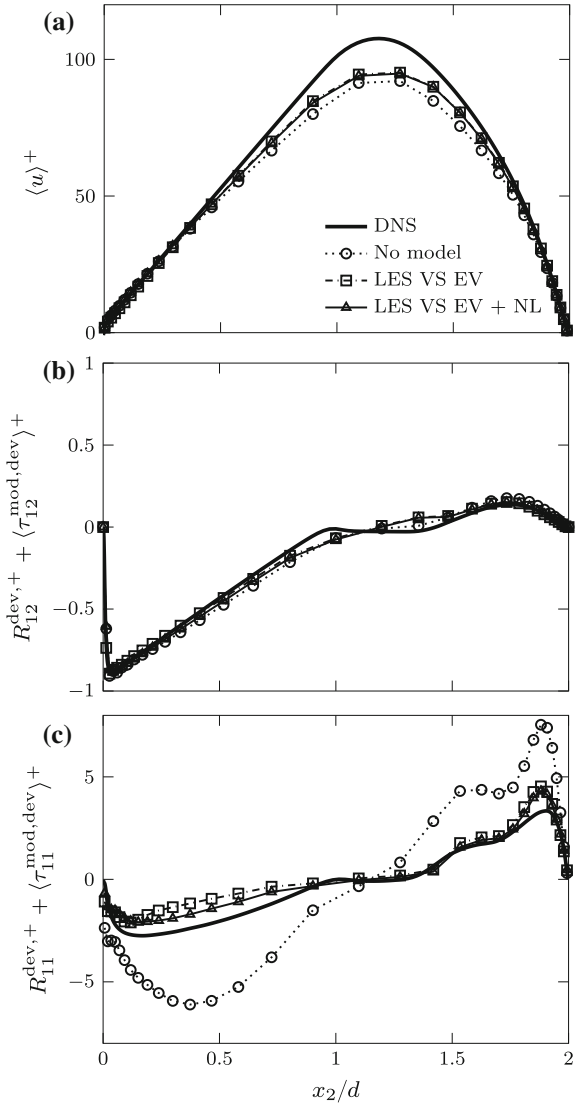 (a)
100
50
0
⟨u⟩⁺
DNS
No model
LES VS EV
LES VS EV + NL
(b)
1
0.5
0
−0.5
−1
R₁₂^{dev,+} + ⟨τ₁₂^{mod,dev}⟩⁺
(c)
5
0
−5
R₁₁^{dev,+} + ⟨τ₁₁^{mod,dev}⟩⁺
0 0.5 1 1.5 2
x₂/d